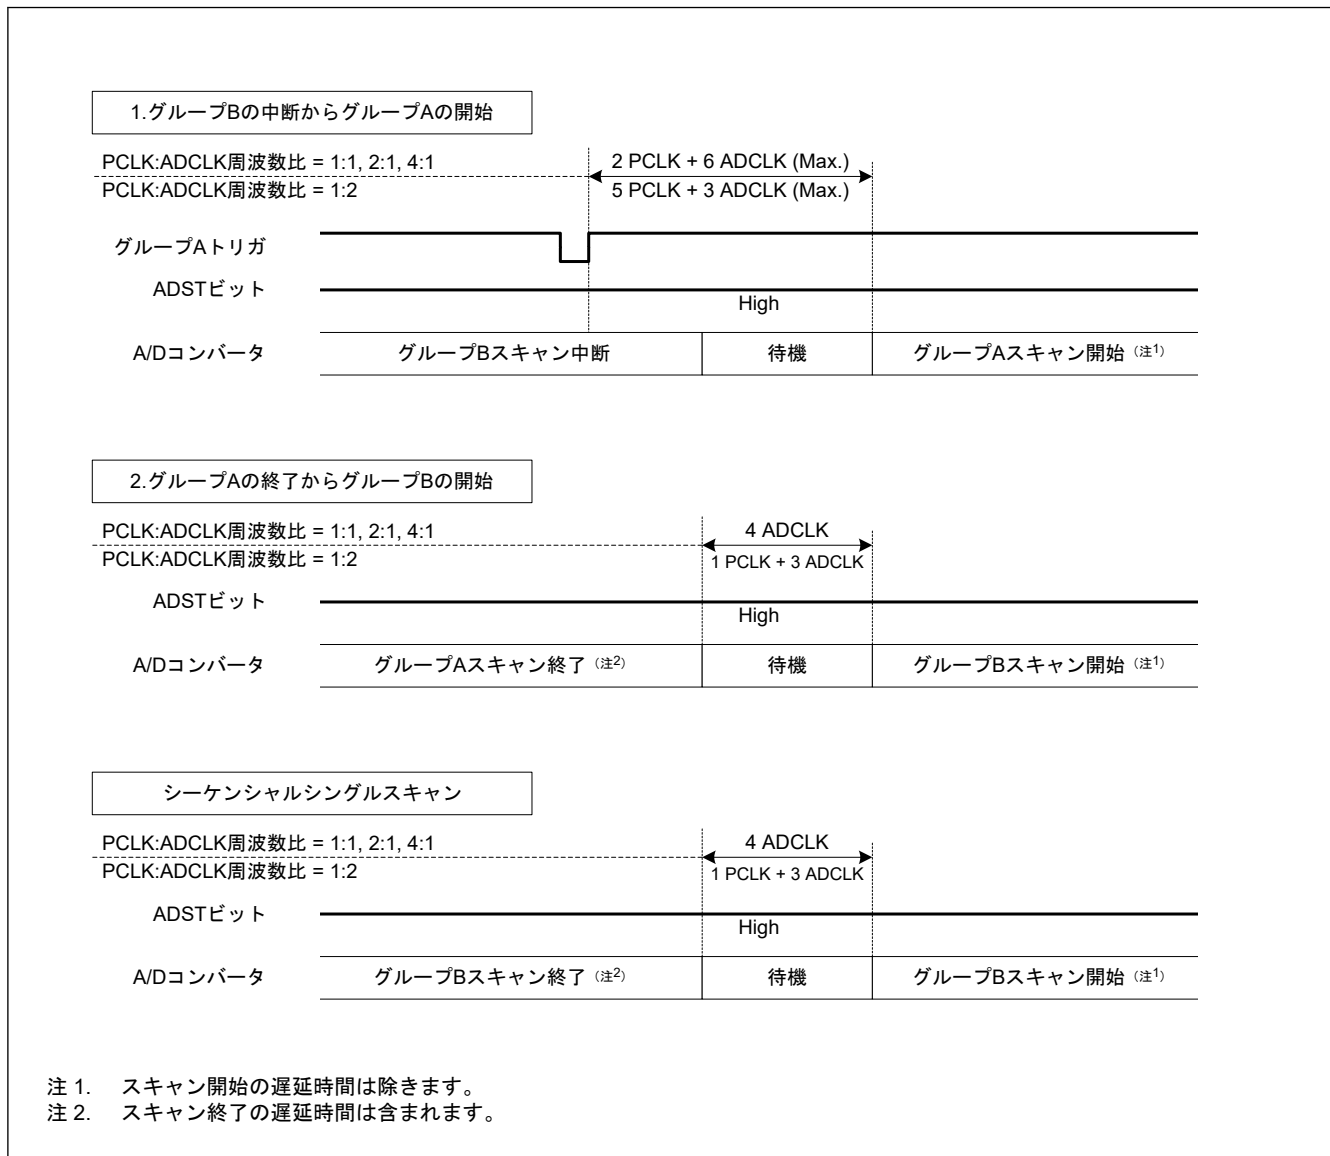 1.グループBの中断からグループAの開始
PCLK:ADCLK周波数比 = 1:1, 2:1, 4:1
2 PCLK + 6 ADCLK (Max.)
PCLK:ADCLK周波数比 = 1:2
5 PCLK + 3 ADCLK (Max.)
グループAトリガ
ADSTビット
High
A/Dコンバータ
グループBスキャン中断
待機
グループAスキャン開始（注1）
2.グループAの終了からグループBの開始
PCLK:ADCLK周波数比 = 1:1, 2:1, 4:1
4 ADCLK
PCLK:ADCLK周波数比 = 1:2
1 PCLK + 3 ADCLK
ADSTビット
High
A/Dコンバータ
グループAスキャン終了（注2）
待機
グループBスキャン開始（注1）
シーケンシャルシングルスキャン
PCLK:ADCLK周波数比 = 1:1, 2:1, 4:1
4 ADCLK
PCLK:ADCLK周波数比 = 1:2
1 PCLK + 3 ADCLK
ADSTビット
High
A/Dコンバータ
グループBスキャン終了（注2）
待機
グループBスキャン開始（注1）
注 1. スキャン開始の遅延時間は除きます。
注 2. スキャン終了の遅延時間は含まれます。